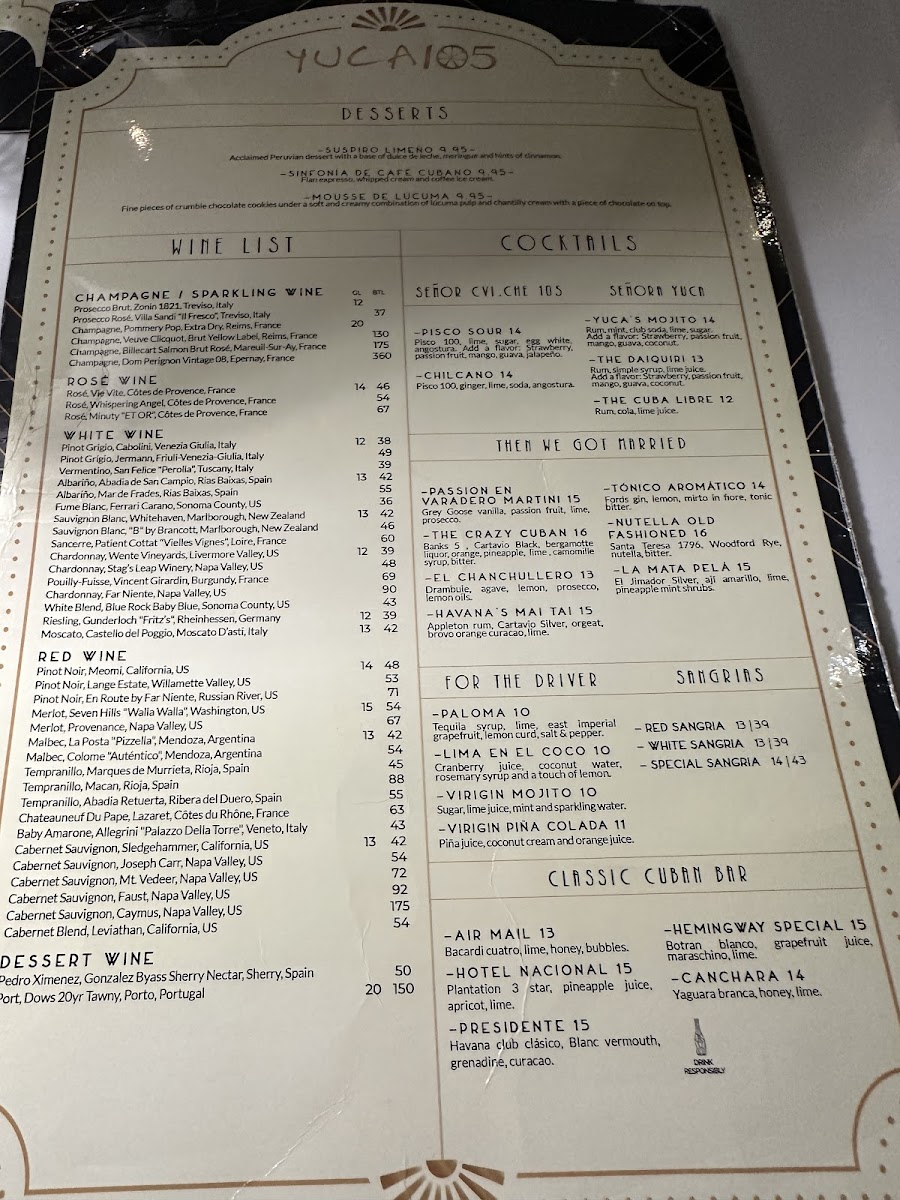 YUCA105
DESSERTS
-SUSPIRO LIMEÑO 9.95-
Acclaimed Peruvian dessert with a base of dulce de leche, meringue and hints of cinnamon.
-SINFONÍA DE CAFÉ CUBANO 9.95-
Flan espresso, whipped cream and coffee ice cream.
-MOUSSE DE LÚCUMA 9.95-
Fine pieces of crumble chocolate cookies under a soft and creamy combination of lucuma pulp and chantilly cream with a piece of chocolate on top.
WINE LIST
CHAMPAGNE / SPARKLING WINE GL BTL
Prosecco Brut, Zonin 1821, Treviso, Italy 12
Prosecco Rosé, Villa Sandi "Il Fresco", Treviso, Italy 37
Champagne, Pommery Pop, Extra Dry, Reims, France 20
Champagne, Veuve Clicquot, Brut Yellow Label, Reims, France 130
Champagne, Billecart Salmon Brut Rosé, Mareuil-Sur-Ay, France 175
Champagne, Dom Perignon Vintage 08, Epernay, France 360
ROSÉ WINE
Rosé, Vie Vité, Côtes de Provence, France 14 46
Rosé, Whispering Angel, Côtes de Provence, France 54
Rosé, Minuty "ET OR", Côtes de Provence, France 67
WHITE WINE
Pinot Grigio, Cabolini, Venezia Giulia, Italy 12 38
Pinot Grigio, Jermann, Friuli-Venezia-Giulia, Italy 49
Vermentino, San Felice "Perolla", Tuscany, Italy 39
Albariño, Abadia de San Campio, Rias Baixas, Spain 13 42
Albariño, Mar de Frades, Rias Baixas, Spain 55
Fume Blanc, Ferrari Carano, Sonoma County, US 36
Sauvignon Blanc, Whitehaven, Marlborough, New Zealand 13 42
Sauvignon Blanc, "B" by Brancott, Marlborough, New Zealand 46
Sancerre, Patient Cottat "Vielles Vignes", Loire, France 60
Chardonnay, Wente Vineyards, Livermore Valley, US 12 39
Chardonnay, Stag's Leap Winery, Napa Valley, US 48
Pouilly-Fuisse, Vincent Girardin, Burgundy, France 69
Chardonnay, Far Niente, Napa Valley, US 90
White Blend, Blue Rock Baby Blue, Sonoma County, US 43
Riesling, Gunderloch "Fritz's", Rheinhessen, Germany 12 39
Moscato, Castello del Poggio, Moscato D'asti, Italy 13 42
RED WINE
Pinot Noir, Meomi, California, US 14 48
Pinot Noir, Lange Estate, Willamette Valley, US 53
Pinot Noir, En Route by Far Niente, Russian River, US 71
Merlot, Seven Hills "Walla Walla", Washington, US 15 54
Merlot, Provenance, Napa Valley, US 67
Malbec, La Posta "Pizzella", Mendoza, Argentina 13 42
Malbec, Colome "Auténtico", Mendoza, Argentina 54
Tempranillo, Marques de Murrieta, Rioja, Spain 45
Tempranillo, Macan, Rioja, Spain 88
Tempranillo, Abadia Retuerta, Ribera del Duero, Spain 55
Chateauneuf Du Pape, Lazaret, Côtes du Rhône, France 63
Baby Amarone, Allegrini "Palazzo Della Torre", Veneto, Italy 43
Cabernet Sauvignon, Sledgehammer, California, US 13 42
Cabernet Sauvignon, Joseph Carr, Napa Valley, US 54
Cabernet Sauvignon, Mt. Vedeer, Napa Valley, US 72
Cabernet Sauvignon, Faust, Napa Valley, US 92
Cabernet Sauvignon, Caymus, Napa Valley, US 175
Cabernet Blend, Leviathan, California, US 54
DESSERT WINE
Pedro Ximenez, Gonzalez Byass Sherry Nectar, Sherry, Spain 50
Port, Dows 20yr Tawny, Porto, Portugal 20 150
COCKTAILS
SEÑOR CVI.CHE 105
-PISCO SOUR 14
Pisco 100, lime, sugar, egg white,
angostura. Add a flavor: Strawberry,
passion fruit, mango, guava, jalapeño.
-CHILCANO 14
Pisco 100, ginger, lime, soda, angostura.
SEÑORA YUCA
-YUCA'S MOJITO 14
Rum, mint, club soda, lime, sugar.
Add a flavor: Strawberry, passion fruit,
mango, guava, coconut.
-THE DAIQUIRI 13
Rum, simple syrup, lime juice.
Add a flavor: Strawberry, passion fruit,
mango, guava, coconut.
-THE CUBA LIBRE 12
Rum, cola, lime juice.
THEN WE GOT MARRIED
-PASSION EN
VARADERO MARTINI 15
Grey Goose vanilla, passion fruit, lime,
prosecco.
-THE CRAZY CUBAN 16
Banks 5 , Cartavio Black, bergamotte
liquor, orange, pineapple, lime , camomille
syrup, bitter.
-EL CHANCHULLERO 13
Drambule, agave, lemon, prosecco,
lemon oils.
-HAVANA'S MAI TAI 15
Appleton rum, Cartavio Silver, orgeat,
brovo orange curacao, lime.
-TÓNICO AROMÁTICO 14
Fords gin, lemon, mirto in fiore, tonic
bitter.
-NUTELLA OLD
FASHIONED 16
Santa Teresa 1796, Woodford Rye,
nutella, bitter.
-LA MATA PELÁ 15
El Jimador Silver, ají amarillo, lime,
pineapple mint shrubs.
FOR THE DRIVER
-PALOMA 10
Tequila syrup, lime, east imperial
grapefruit, lemon curd, salt & pepper.
-LIMA EN EL COCO 10
Cranberry juice, coconut water,
rosemary syrup and a touch of lemon.
-VIRIGIN MOJITO 10
Sugar, lime juice, mint and sparkling water.
-VIRIGIN PIÑA COLADA 11
Piña juice, coconut cream and orange juice.
SANGRIAS
- RED SANGRIA 13|39
- WHITE SANGRIA 13|39
- SPECIAL SANGRIA 14|43
CLASSIC CUBAN BAR
-AIR MAIL 13
Bacardi cuatro, lime, honey, bubbles.
-HOTEL NACIONAL 15
Plantation 3 star, pineapple juice,
apricot, lime.
-PRESIDENTE 15
Havana club clásico, Blanc vermouth,
grenadine, curacao.
-HEMINGWAY SPECIAL 15
Botran blanco, grapefruit juice,
maraschino, lime.
-CANCHARA 14
Yaguara branca, honey, lime.
DRINK
RESPONSIBLY